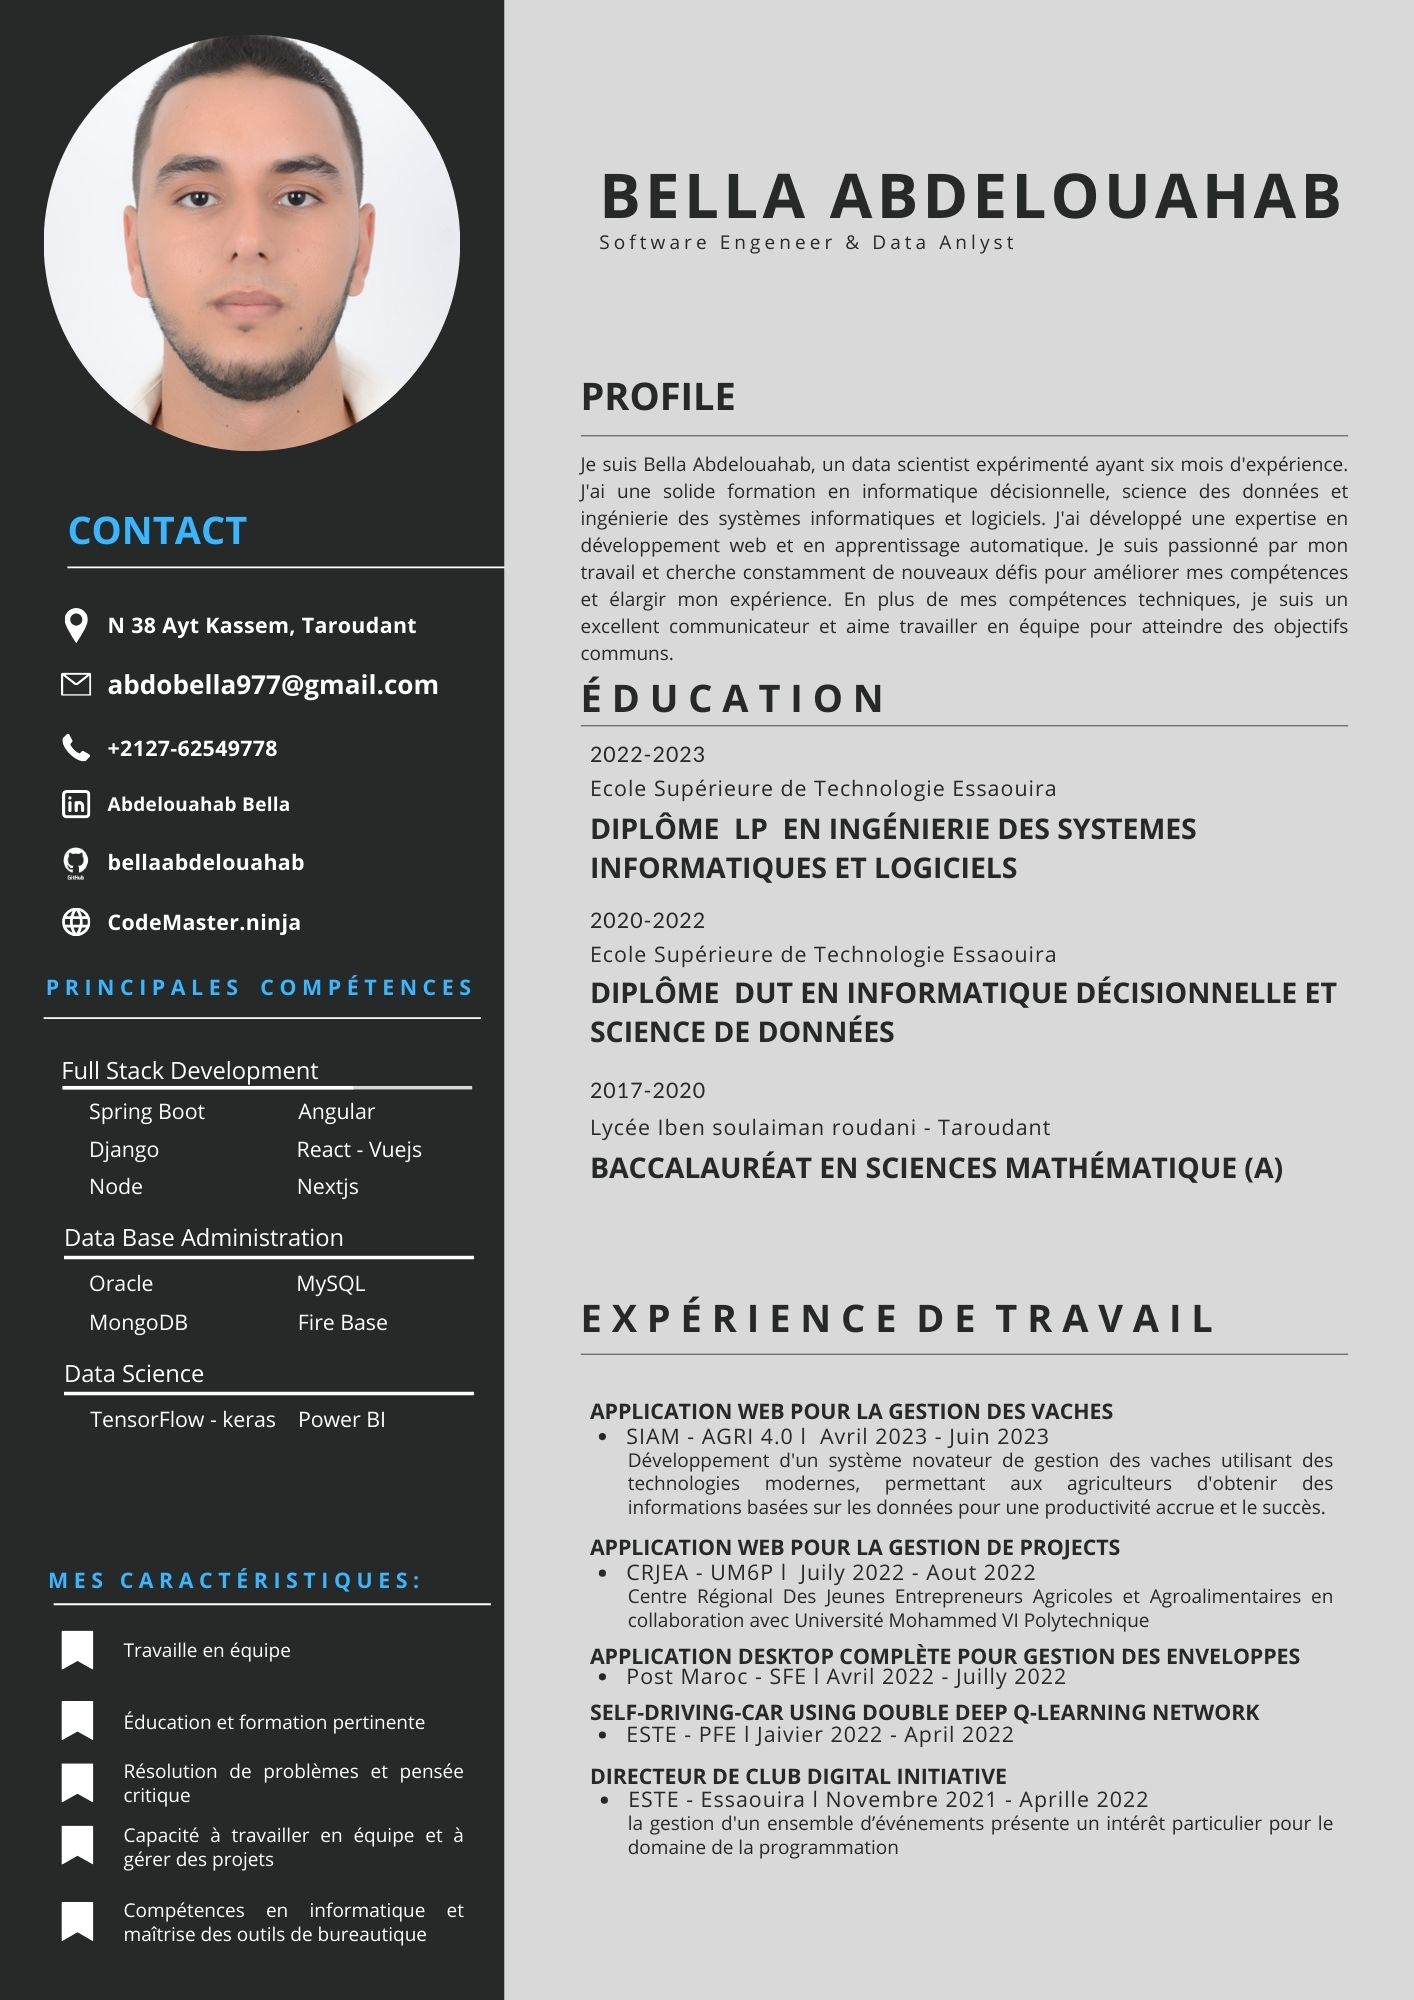 BELLA ABDELOUAHAB
Software Engeneer & Data Anlyst
CONTACT
N 38 Ayt Kassem, Taroudant
abdobella977@gmail.com
+2127-62549778
Abdelouahab Bella
GitHub
bellaabdelouahab
CodeMaster.ninja
PRINCIPALES COMPÉTENCES
Full Stack Development
Spring Boot Angular
Django React - Vuejs
Node Nextjs
Data Base Administration
Oracle MySQL
MongoDB Fire Base
Data Science
TensorFlow - keras Power BI
MES CARACTÉRISTIQUES:
Travaille en équipe
Éducation et formation pertinente
Résolution de problèmes et pensée
critique
Capacité à travailler en équipe et à
gérer des projets
Compétences en informatique et
maîtrise des outils de bureautique
PROFILE
Je suis Bella Abdelouahab, un data scientist expérimenté ayant six mois d'expérience.
J'ai une solide formation en informatique décisionnelle, science des données et
ingénierie des systèmes informatiques et logiciels. J'ai développé une expertise en
développement web et en apprentissage automatique. Je suis passionné par mon
travail et cherche constamment de nouveaux défis pour améliorer mes compétences
et élargir mon expérience. En plus de mes compétences techniques, je suis un
excellent communicateur et aime travailler en équipe pour atteindre des objectifs
communs.
ÉDUCATION
2022-2023
Ecole Supérieure de Technologie Essaouira
DIPLÔME LP EN INGÉNIERIE DES SYSTEMES
INFORMATIQUES ET LOGICIELS
2020-2022
Ecole Supérieure de Technologie Essaouira
DIPLÔME DUT EN INFORMATIQUE DÉCISIONNELLE ET
SCIENCE DE DONNÉES
2017-2020
Lycée Iben soulaiman roudani - Taroudant
BACCALAURÉAT EN SCIENCES MATHÉMATIQUE (A)
EXPÉRIENCE DE TRAVAIL
APPLICATION WEB POUR LA GESTION DES VACHES
• SIAM - AGRI 4.0 l Avril 2023 - Juin 2023
Développement d'un système novateur de gestion des vaches utilisant des
technologies modernes, permettant aux agriculteurs d'obtenir des
informations basées sur les données pour une productivité accrue et le succès.
APPLICATION WEB POUR LA GESTION DE PROJECTS
• CRJEA - UM6P l Juily 2022 - Aout 2022
Centre Régional Des Jeunes Entrepreneurs Agricoles et Agroalimentaires en
collaboration avec Université Mohammed VI Polytechnique
APPLICATION DESKTOP COMPLÈTE POUR GESTION DES ENVELOPPES
• Post Maroc - SFE l Avril 2022 - Juilly 2022
SELF-DRIVING-CAR USING DOUBLE DEEP Q-LEARNING NETWORK
• ESTE - PFE l Jaivier 2022 - April 2022
DIRECTEUR DE CLUB DIGITAL INITIATIVE
• ESTE - Essaouira l Novembre 2021 - Aprille 2022
la gestion d'un ensemble d’événements présente un intérêt particulier pour le
domaine de la programmation